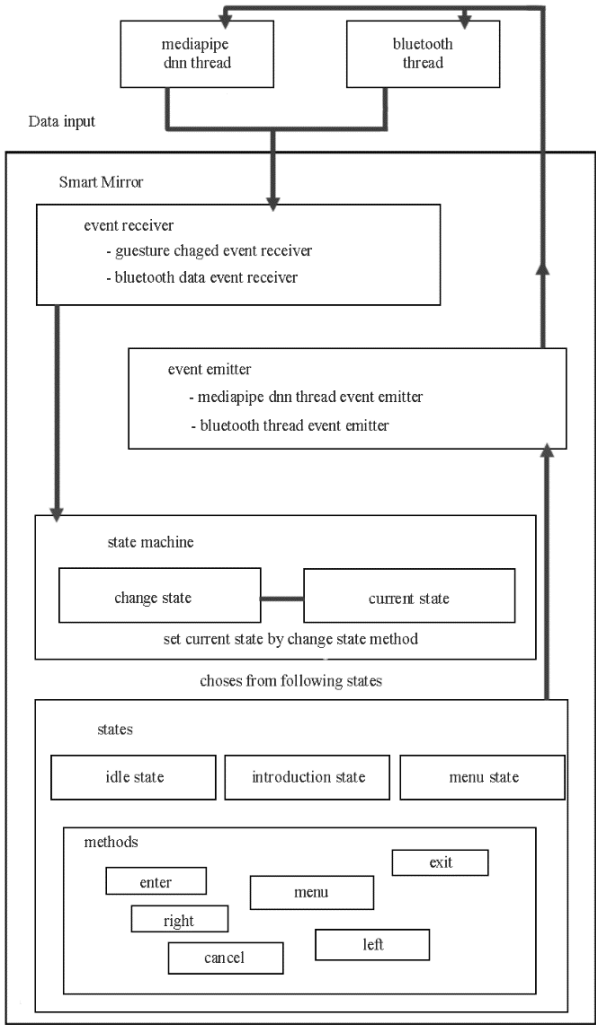 mediapipe
dnn thread
bluetooth
thread
Data input
Smart Mirror
event receiver
- guesture chaged event receiver
- bluetooth data event receiver
event emitter
- mediapipe dnn thread event emitter
- bluetooth thread event emitter
state machine
change state
current state
set current state by change state method
choses from following states
states
idle state
introduction state
menu state
methods
exit
enter
menu
right
left
cancel